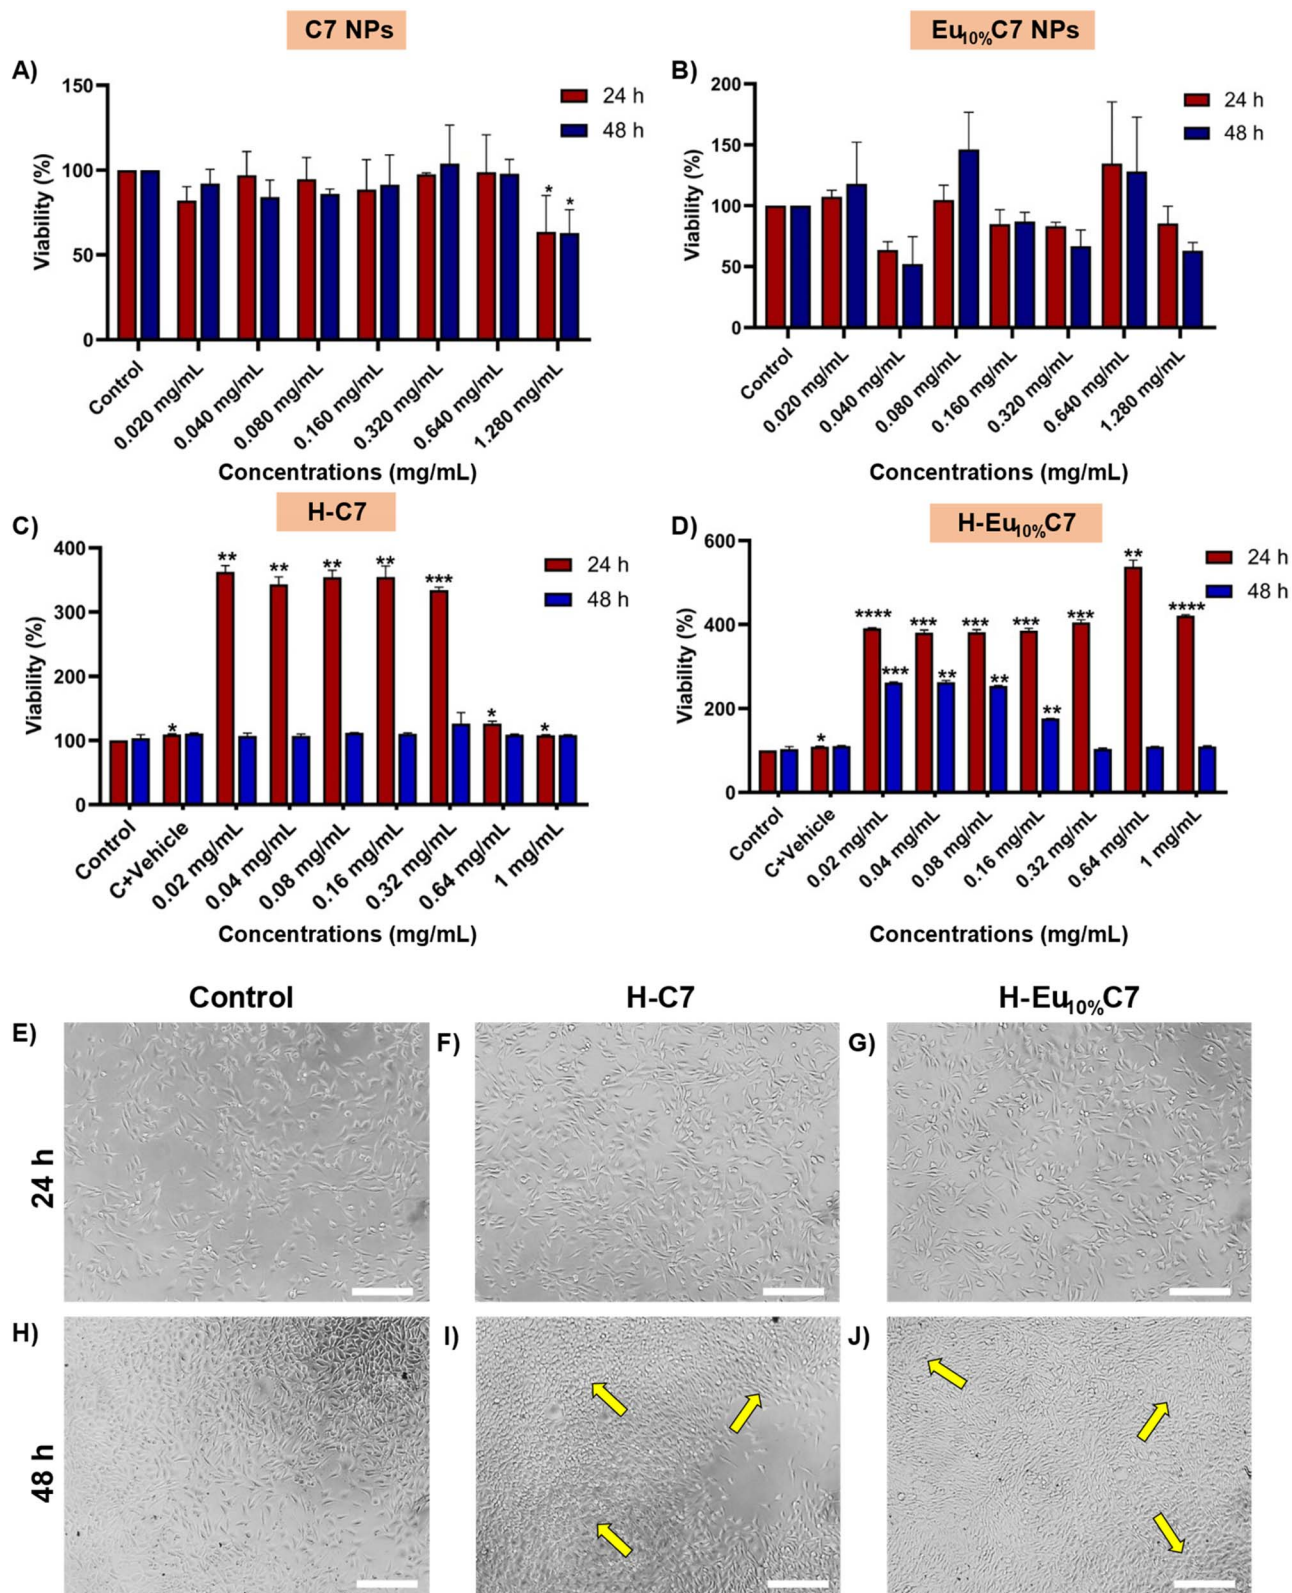 C7 NPs
Eu10%C7 NPs
A)
Viability (%)
150
100
50
0
24 h
48 h
*
*
Control
0.020 mg/mL
0.040 mg/mL
0.080 mg/mL
0.160 mg/mL
0.320 mg/mL
0.640 mg/mL
1.280 mg/mL
Concentrations (mg/mL)
B)
Viability (%)
200
150
100
50
0
24 h
48 h
Control
0.020 mg/mL
0.040 mg/mL
0.080 mg/mL
0.160 mg/mL
0.320 mg/mL
0.640 mg/mL
1.280 mg/mL
Concentrations (mg/mL)
H-C7
C)
Viability (%)
400
300
200
100
0
24 h
48 h
*
**
**
**
**
***
*
*
Control
C+Vehicle
0.02 mg/mL
0.04 mg/mL
0.08 mg/mL
0.16 mg/mL
0.32 mg/mL
0.64 mg/mL
1 mg/mL
Concentrations (mg/mL)
H-Eu10%C7
D)
Viability (%)
600
400
200
0
24 h
48 h
*
****
***
***
**
***
**
***
**
***
**
****
Control
C+Vehicle
0.02 mg/mL
0.04 mg/mL
0.08 mg/mL
0.16 mg/mL
0.32 mg/mL
0.64 mg/mL
1 mg/mL
Concentrations (mg/mL)
Control
H-C7
H-Eu10%C7
24 h
E)
F)
G)
48 h
H)
I)
J)